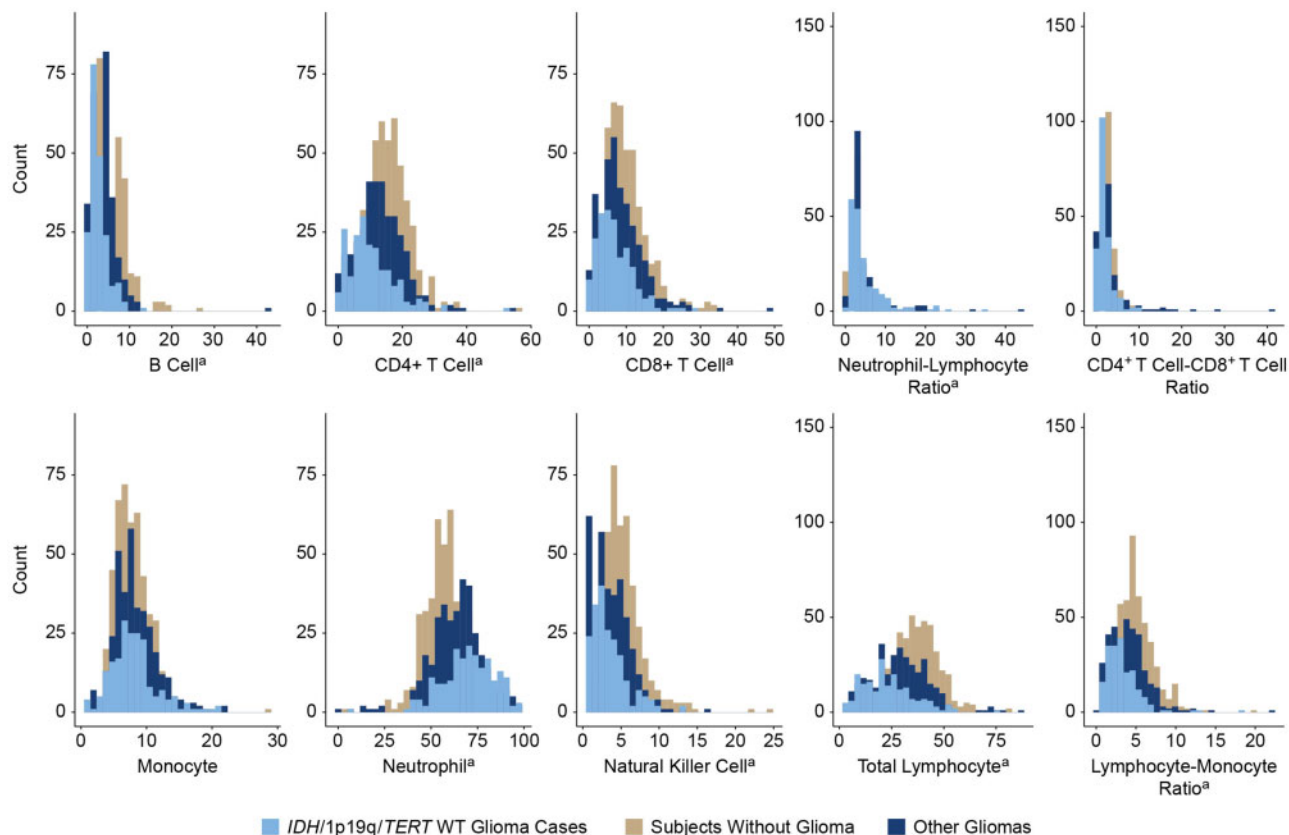 75
50
25
0
Count
0 10 20 30 40
B Cellᵃ
75
50
25
0
0 20 40 60
CD4+ T Cellᵃ
75
50
25
0
0 10 20 30 40 50
CD8+ T Cellᵃ
150
100
50
0
0 10 20 30 40
Neutrophil-Lymphocyte
Ratioᵃ
150
100
50
0
0 10 20 30 40
CD4⁺ T Cell-CD8⁺ T Cell
Ratio
75
50
25
0
Count
0 10 20 30
Monocyte
75
50
25
0
0 25 50 75 100
Neutrophilᵃ
75
50
25
0
0 5 10 15 20 25
Natural Killer Cellᵃ
150
100
50
0
0 25 50 75
Total Lymphocyteᵃ
150
100
50
0
0 5 10 15 20
Lymphocyte-Monocyte
Ratioᵃ
IDH/1p19q/TERT WT Glioma Cases Subjects Without Glioma Other Gliomas